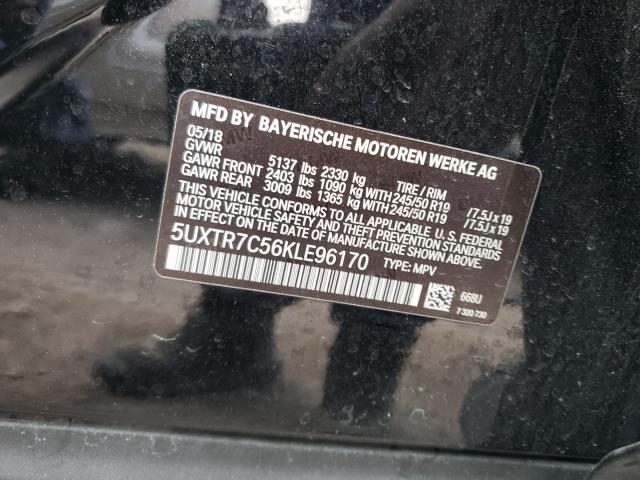 MFD BY BAYERISCHE MOTOREN WERKE AG
05/18
GVWR 5137 lbs 2330 kg TIRE / RIM
GAWR FRONT 2403 lbs 1090 kg WITH 245/50 R19 /7.5J x 19
GAWR REAR 3009 lbs 1365 kg WITH 245/50 R19 /7.5J x 19
THIS VEHICLE CONFORMS TO ALL APPLICABLE U.S. FEDERAL
MOTOR VEHICLE SAFETY AND THEFT PREVENTION STANDARDS
IN EFFECT ON THE DATE OF MANUFACTURE SHOWN ABOVE.
5UXTR7C56KLE96170 TYPE: MPV
668U
7 320 730